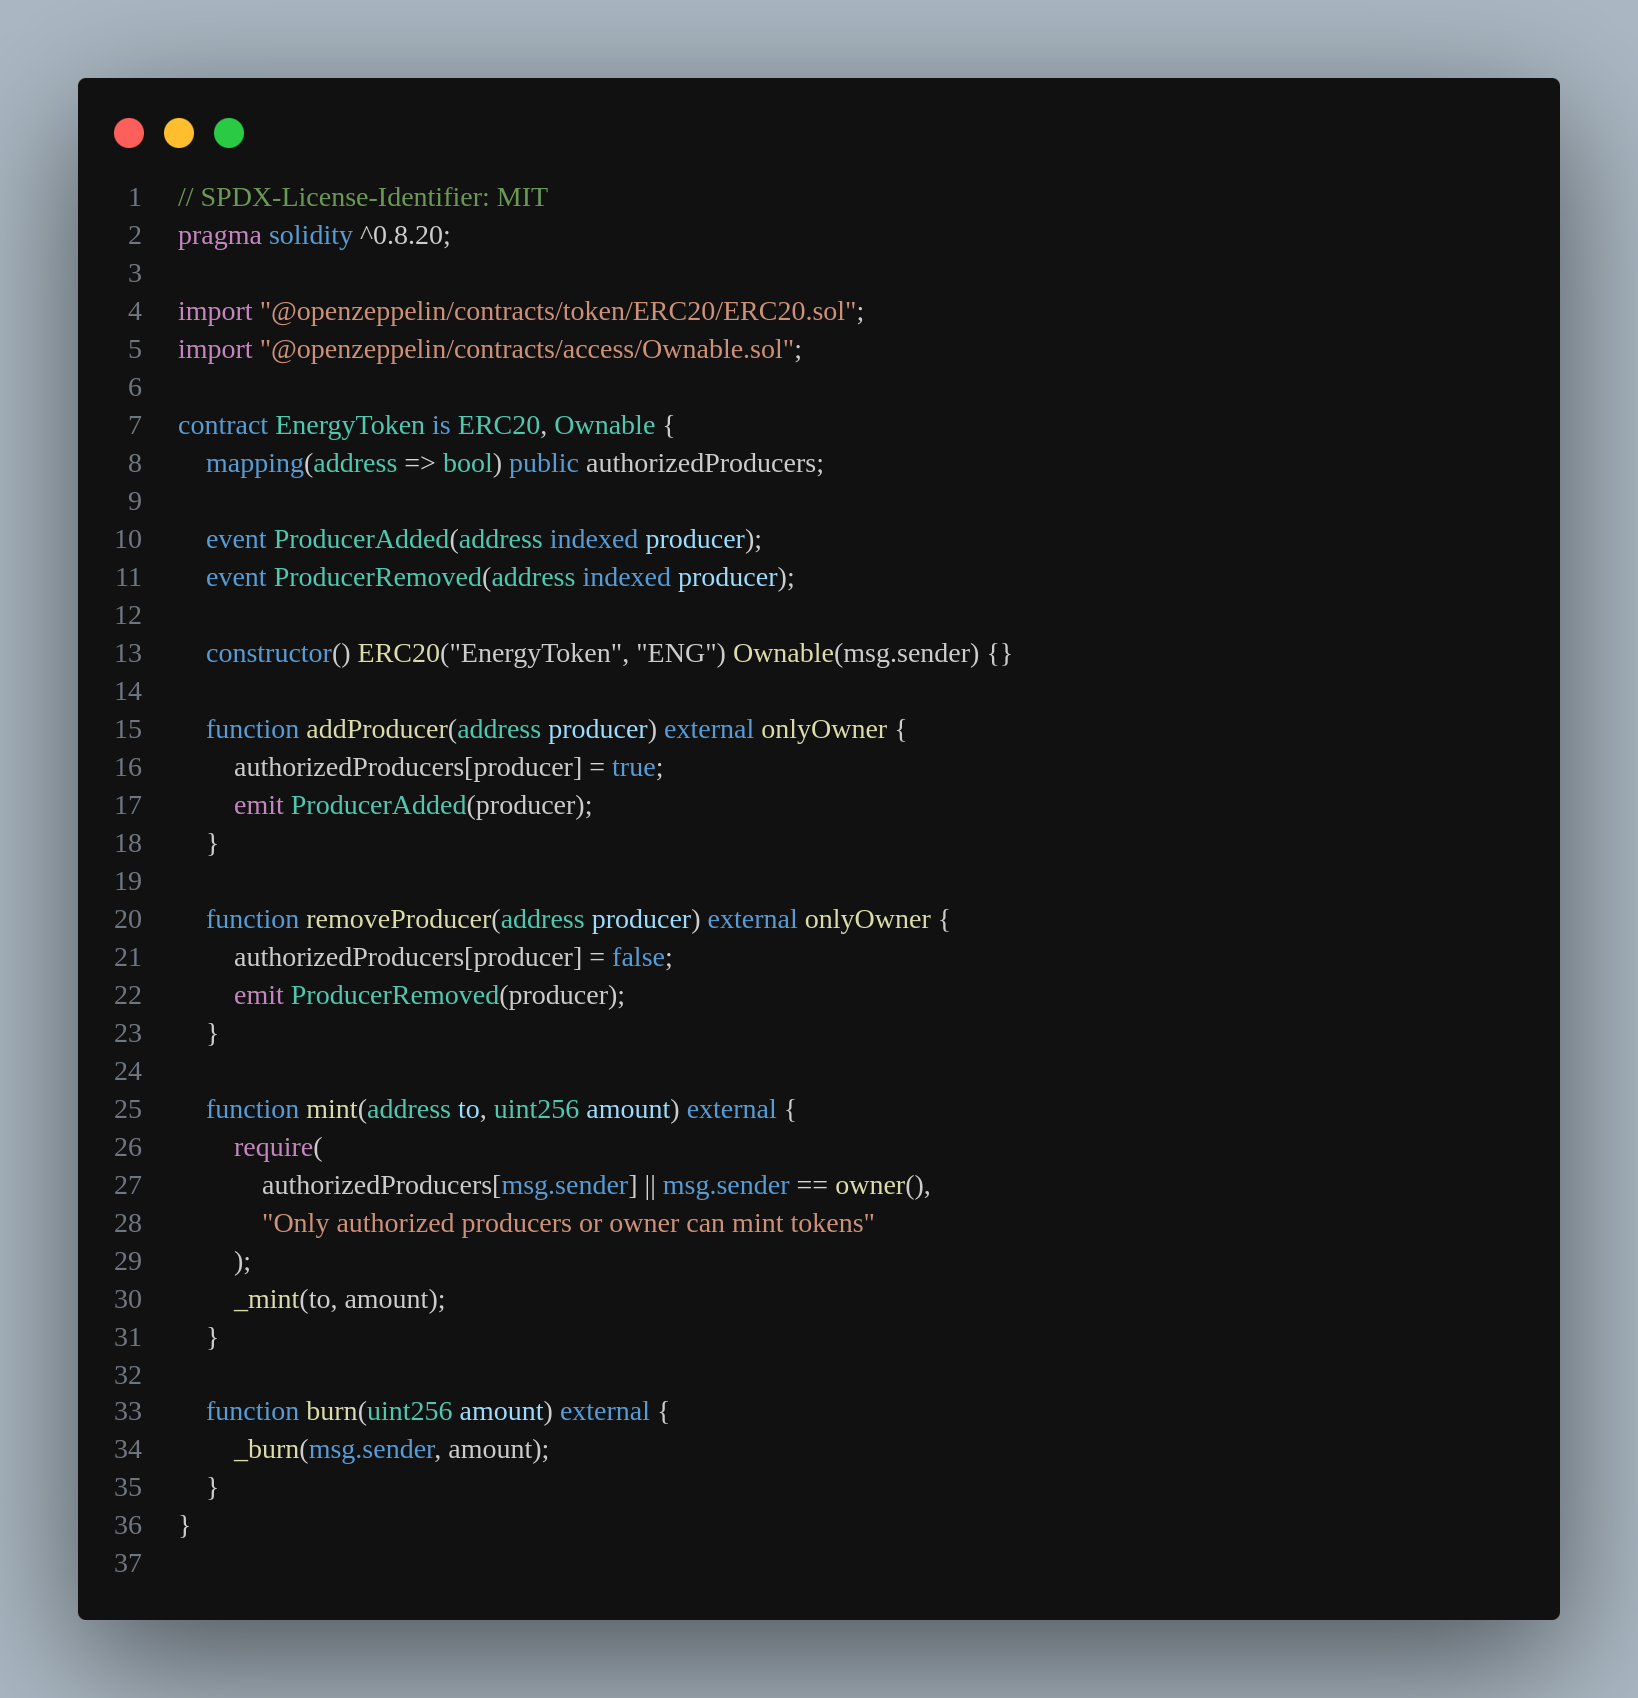 1 // SPDX-License-Identifier: MIT
2 pragma solidity ^0.8.20;
3
4 import "@openzeppelin/contracts/token/ERC20/ERC20.sol";
5 import "@openzeppelin/contracts/access/Ownable.sol";
6
7 contract EnergyToken is ERC20, Ownable {
8     mapping(address => bool) public authorizedProducers;
9
10     event ProducerAdded(address indexed producer);
11     event ProducerRemoved(address indexed producer);
12
13     constructor() ERC20("EnergyToken", "ENG") Ownable(msg.sender) {}
14
15     function addProducer(address producer) external onlyOwner {
16         authorizedProducers[producer] = true;
17         emit ProducerAdded(producer);
18     }
19
20     function removeProducer(address producer) external onlyOwner {
21         authorizedProducers[producer] = false;
22         emit ProducerRemoved(producer);
23     }
24
25     function mint(address to, uint256 amount) external {
26         require(
27             authorizedProducers[msg.sender] || msg.sender == owner(),
28             "Only authorized producers or owner can mint tokens"
29         );
30         _mint(to, amount);
31     }
32
33     function burn(uint256 amount) external {
34         _burn(msg.sender, amount);
35     }
36 }
37